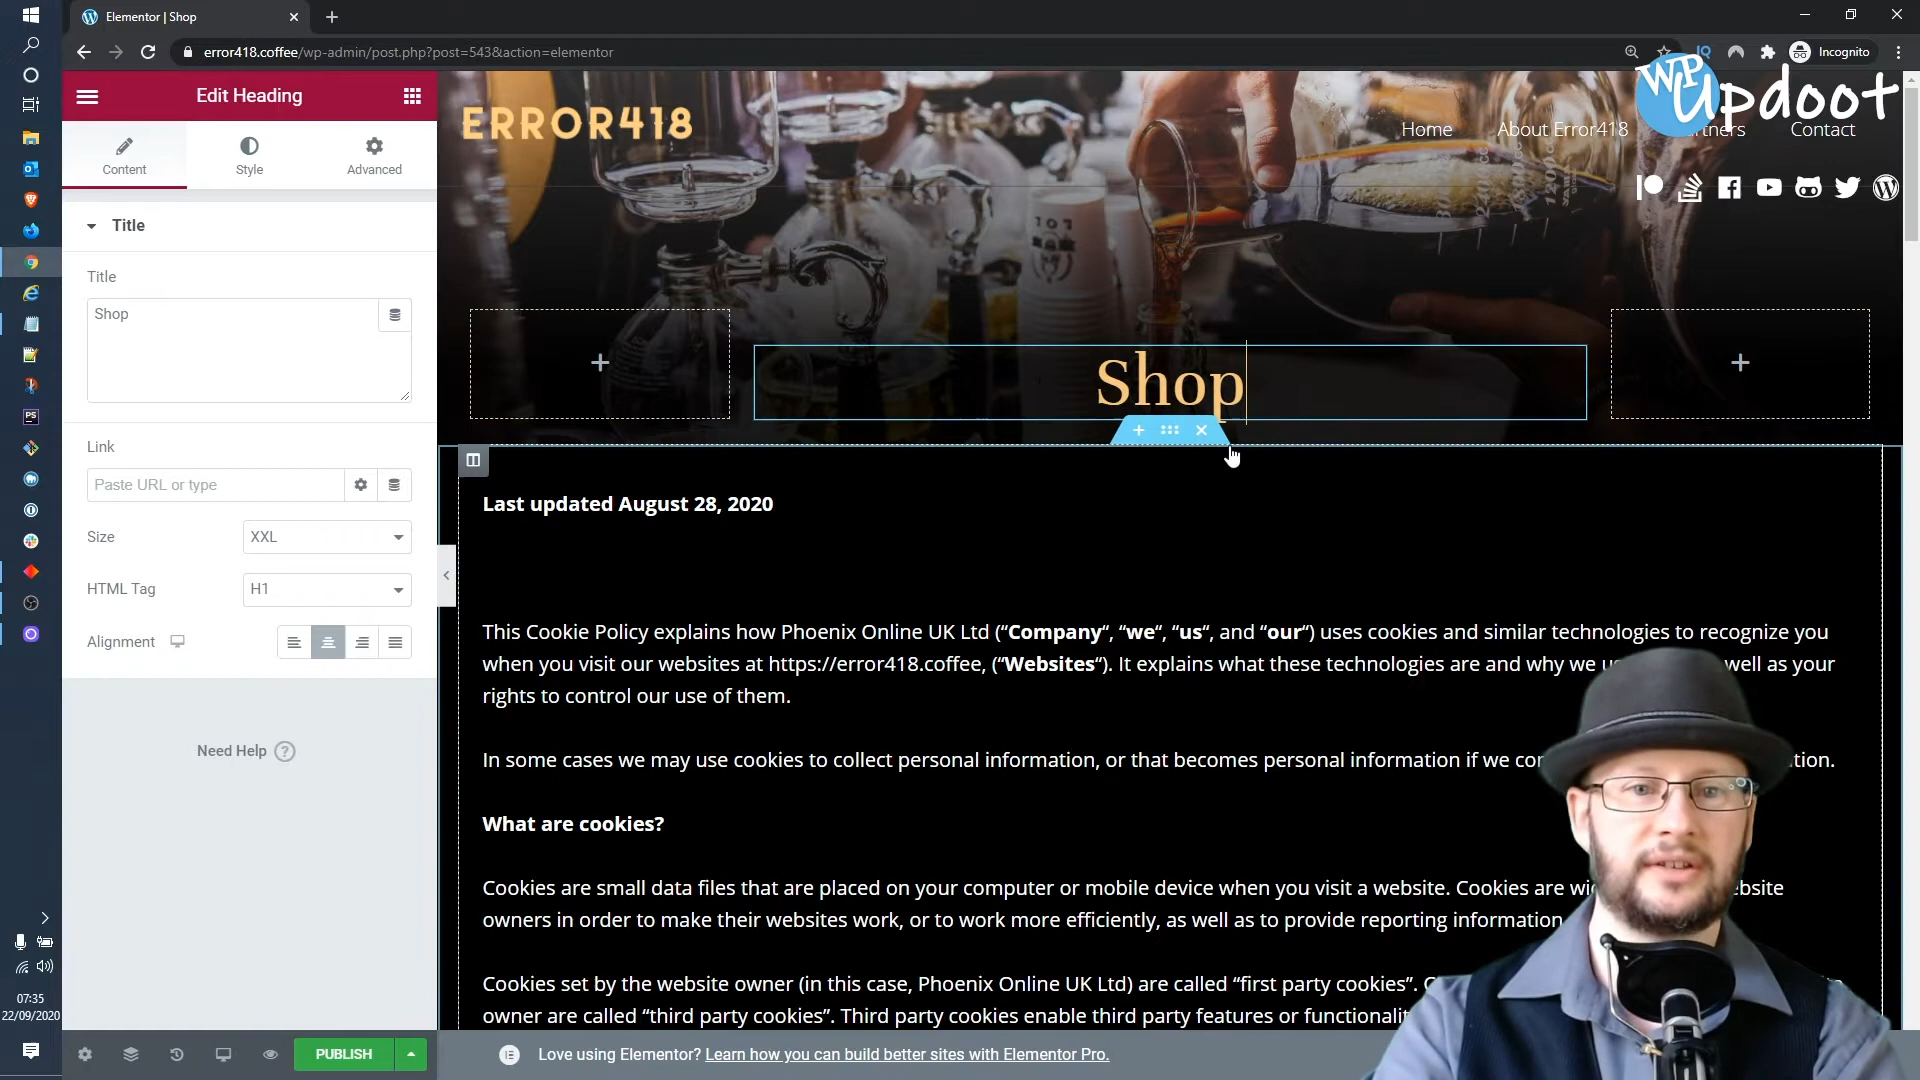 Elementor | Shop
error418.coffee/wp-admin/post.php?post=543&action=elementor
Incognito
WP Updoot
Edit Heading
Content
Style
Advanced
Title
Title
Shop
Link
Paste URL or type
Size
XXL
HTML Tag
H1
Alignment
Need Help
PUBLISH
07:35
22/09/2020
ERROR418
Home
About Error418
Contact
Shop
Last updated August 28, 2020
This Cookie Policy explains how Phoenix Online UK Ltd (“Company“, “we“, “us“, and “our“) uses cookies and similar technologies to recognize you
when you visit our websites at https://error418.coffee, (“Websites“). It explains what these technologies are and why we well as your
rights to control our use of them.
In some cases we may use cookies to collect personal information, or that becomes personal information if we
What are cookies?
Cookies are small data files that are placed on your computer or mobile device when you visit a website. Cookies are
owners in order to make their websites work, or to work more efficiently, as well as to provide reporting information
Cookies set by the website owner (in this case, Phoenix Online UK Ltd) are called “first party cookies”.
owner are called “third party cookies”. Third party cookies enable third party features or
Love using Elementor? Learn how you can build better sites with Elementor Pro.